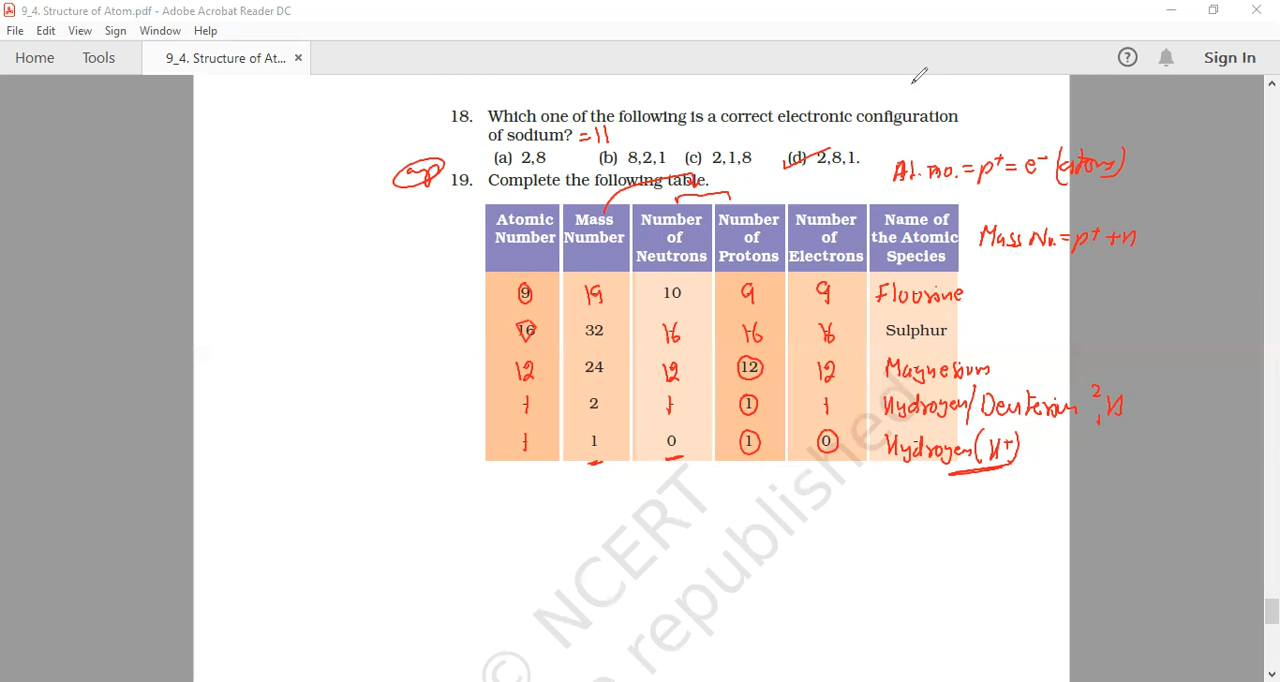 9_4. Structure of Atom.pdf - Adobe Acrobat Reader DC
File Edit View Sign Window Help
Home Tools 9_4. Structure of At... × ? Sign In
18. Which one of the following is a correct electronic configuration
of sodium? =11
(a) 2,8 (b) 8,2,1 (c) 2,1,8 (d) 2,8,1.
At. no. = p+ = e- (atoms)
19. Complete the following table.
Mass No. = p+ + n
Atomic Number Mass Number Number of Neutrons Number of Protons Number of Electrons Name of the Atomic Species
9 19 10 9 9 Flourine
16 32 16 16 16 Sulphur
12 24 12 12 12 Magnesium
1 2 1 1 1 Hydrogen/Deuterium ²₁H
1 1 0 1 0 Hydrogen (H+)
© NCERT
republished